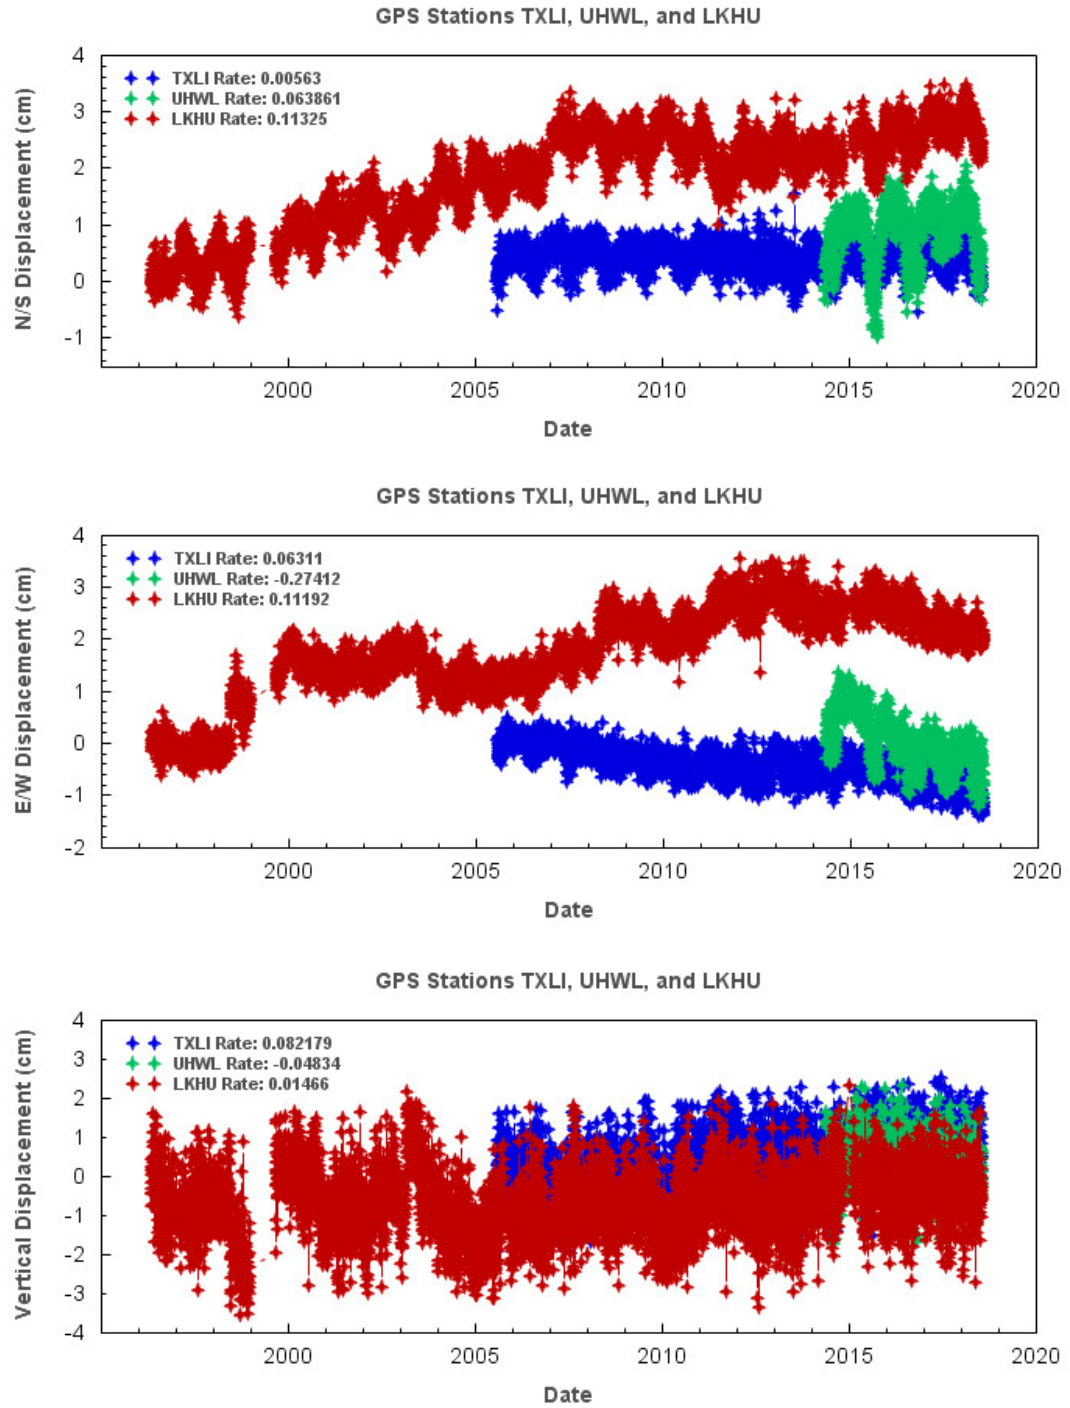 GPS Stations TXLI, UHWL, and LKHU
4
TXLI Rate: 0.00563
UHWL Rate: 0.063861
LKHU Rate: 0.11325
3
2
1
0
-1
N/S Displacement (cm)
2000 2005 2010 2015 2020
Date
GPS Stations TXLI, UHWL, and LKHU
4
TXLI Rate: 0.06311
UHWL Rate: -0.27412
LKHU Rate: 0.11192
3
2
1
0
-1
-2
E/W Displacement (cm)
2000 2005 2010 2015 2020
Date
GPS Stations TXLI, UHWL, and LKHU
4
TXLI Rate: 0.082179
UHWL Rate: -0.04834
LKHU Rate: 0.01466
3
2
1
0
-1
-2
-3
-4
Vertical Displacement (cm)
2000 2005 2010 2015 2020
Date